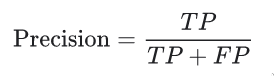 Precision = TP / (TP + FP)